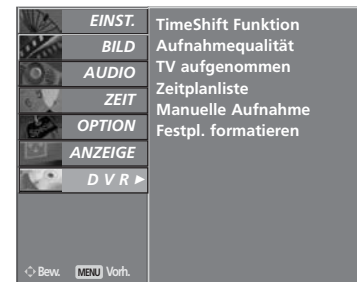 EINST.
BILD
AUDIO
ZEIT
OPTION
ANZEIGE
D V R ►
TimeShift Funktion
Aufnahmequalität
TV aufgenommen
Zeitplanliste
Manuelle Aufnahme
Festpl. formatieren
Bew. MENU Vorh.